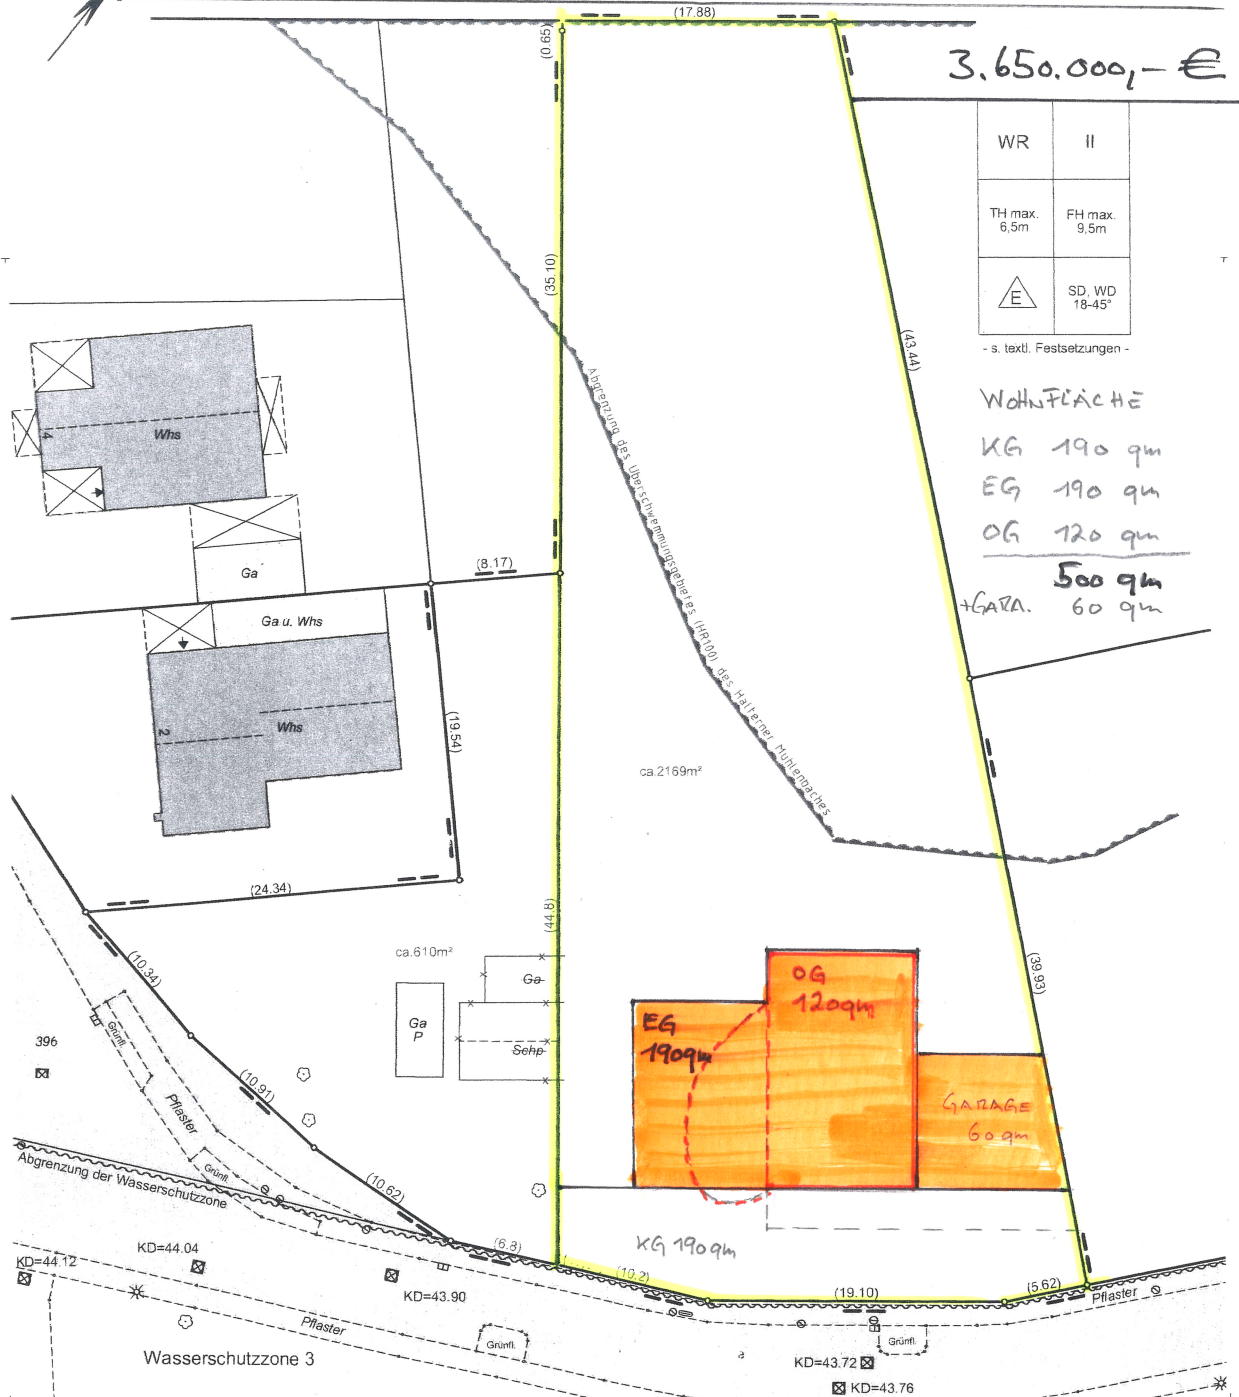 (17.88)
(0.65)
3.650.000,- €
WR II
TH max. 6,5m
FH max. 9,5m
E
SD, WD 18-45°
- s. textl. Festsetzungen -
(35.10)
(43.44)
WOHNFLÄCHE
KG 190 qm
EG 190 qm
OG 120 qm
500 qm
+GARA. 60 qm
Abgrenzung des Überschwemmungsgebietes (HR100) des Halterner Mühlenbaches
4
Whs
Ga
(8.17)
Ga u. Whs
2
Whs
(19.54)
ca.2169m²
(24.34)
(44.8)
ca.610m²
(10.34)
(39.93)
Ga
Ga
P
Schp
OG
120qm
EG
190qm
GARAGE
60qm
396
Grünfl.
Pflaster
(10.91)
Grünfl.
Abgrenzung der Wasserschutzzone
(10.62)
(6.8)
KG 190qm
(10.2)
(19.10)
(5.62)
Pflaster
KD=44.04
KD=44.12
KD=43.90
Pflaster
Grünfl.
Grünfl.
Wasserschutzzone 3
a
KD=43.72
KD=43.76